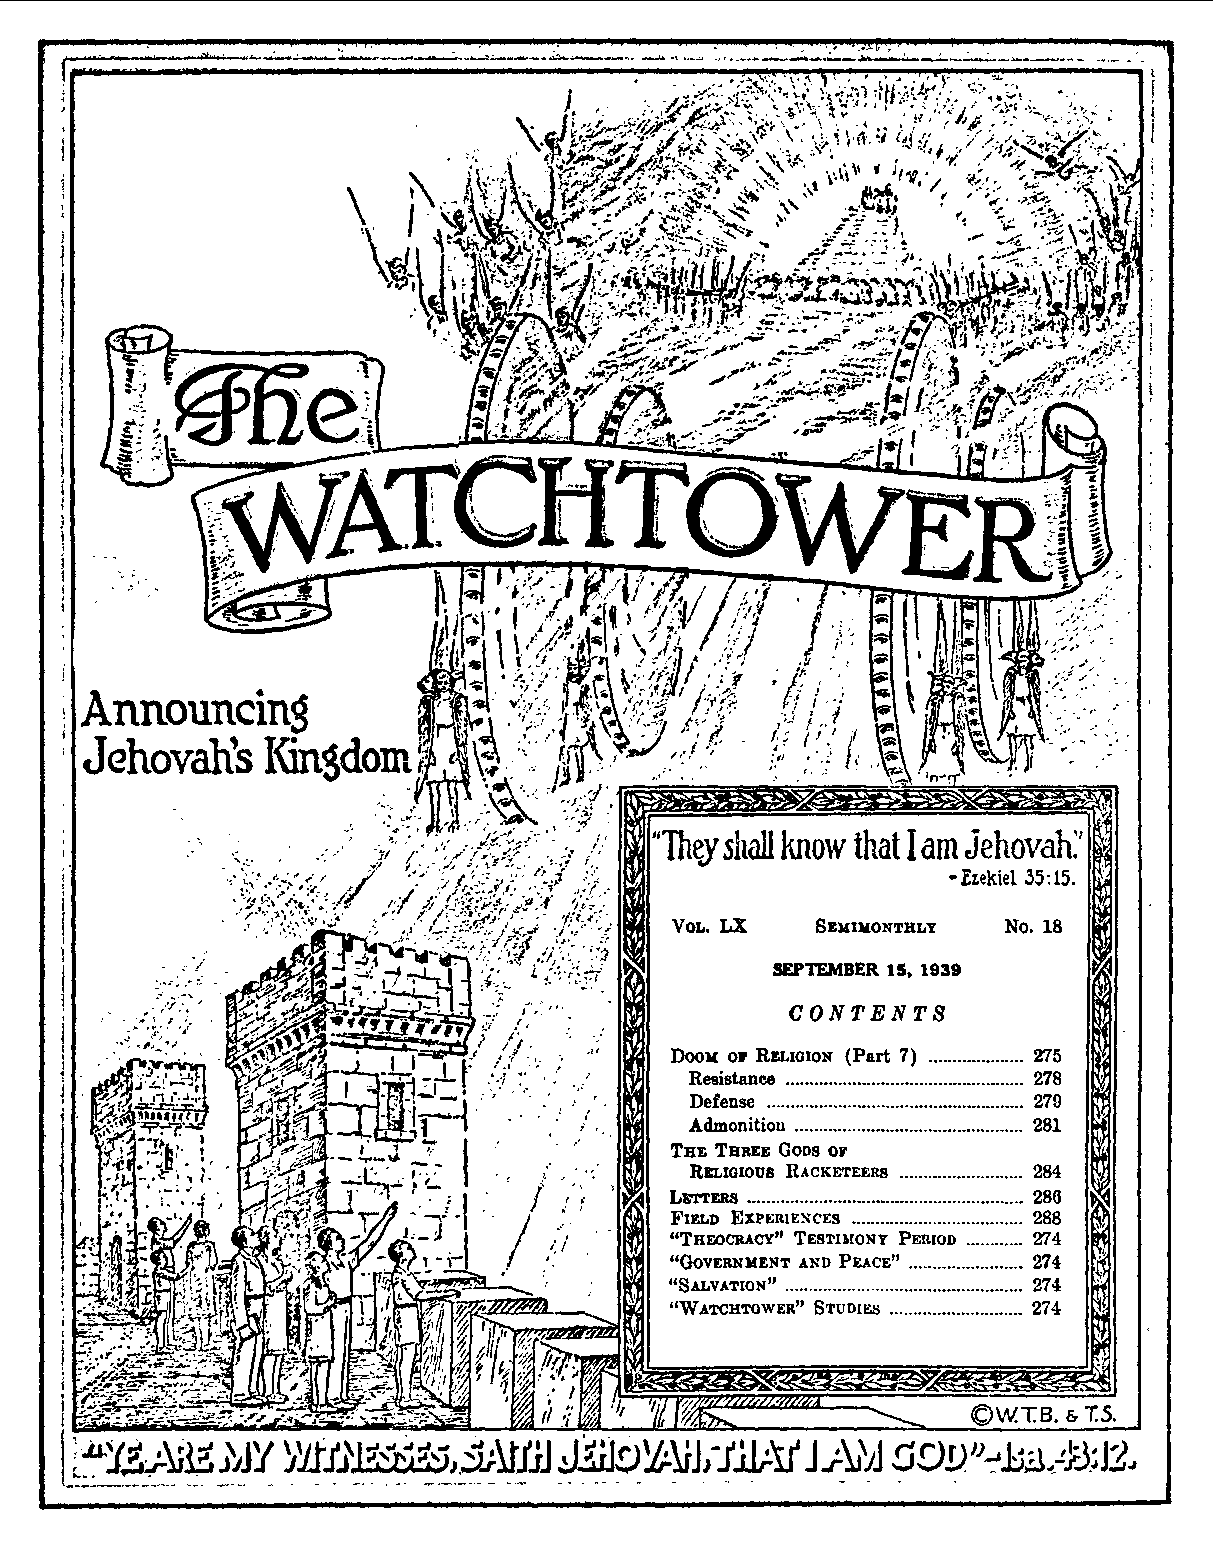 The
WATCHTOWER
Announcing
Jehovah's Kingdom
"They shall know that I am Jehovah."
-Ezekiel 35:15.
VOL. LX SEMIMONTHLY No. 18
SEPTEMBER 15, 1939
CONTENTS
DOOM OF RELIGION (Part 7) .................... 275
Resistance .................... 278
Defense .................... 279
Admonition .................... 281
THE THREE GODS OF
RELIGIOUS RACKETEERS .................... 284
LETTERS .................... 286
FIELD EXPERIENCES .................... 288
"THEOCRACY" TESTIMONY PERIOD ........... 274
"GOVERNMENT AND PEACE" .................... 274
"SALVATION" .................... 274
"WATCHTOWER" STUDIES .................... 274
©W.T.B. & T.S.
"YE ARE MY WITNESSES, SAITH JEHOVAH, THAT I AM GOD"-Isa. 43:12.